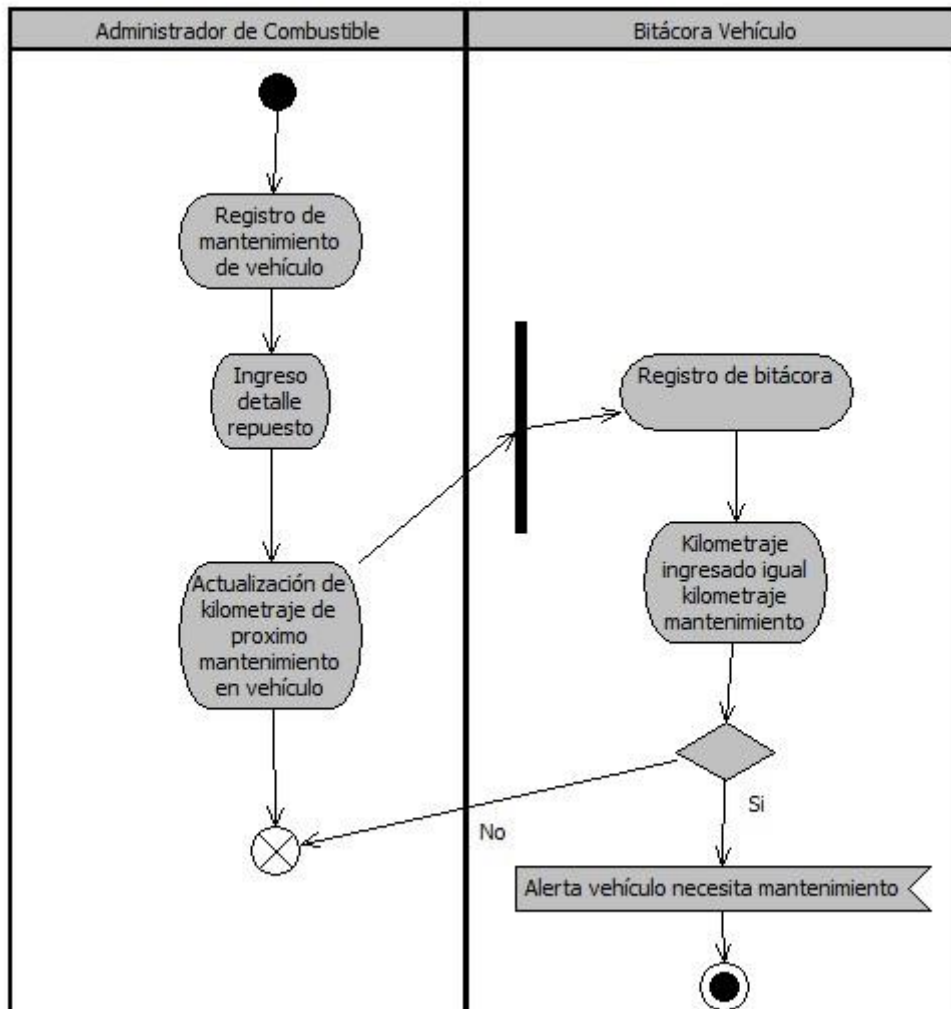 Administrador de Combustible
Bitácora Vehículo
Registro de
mantenimiento
de vehículo
Ingreso
detalle
repuesto
Actualización de
kilometraje de
proximo
mantenimiento
en vehículo
Registro de bitácora
Kilometraje
ingresado igual
kilometraje
mantenimiento
Si
No
Alerta vehículo necesita mantenimiento